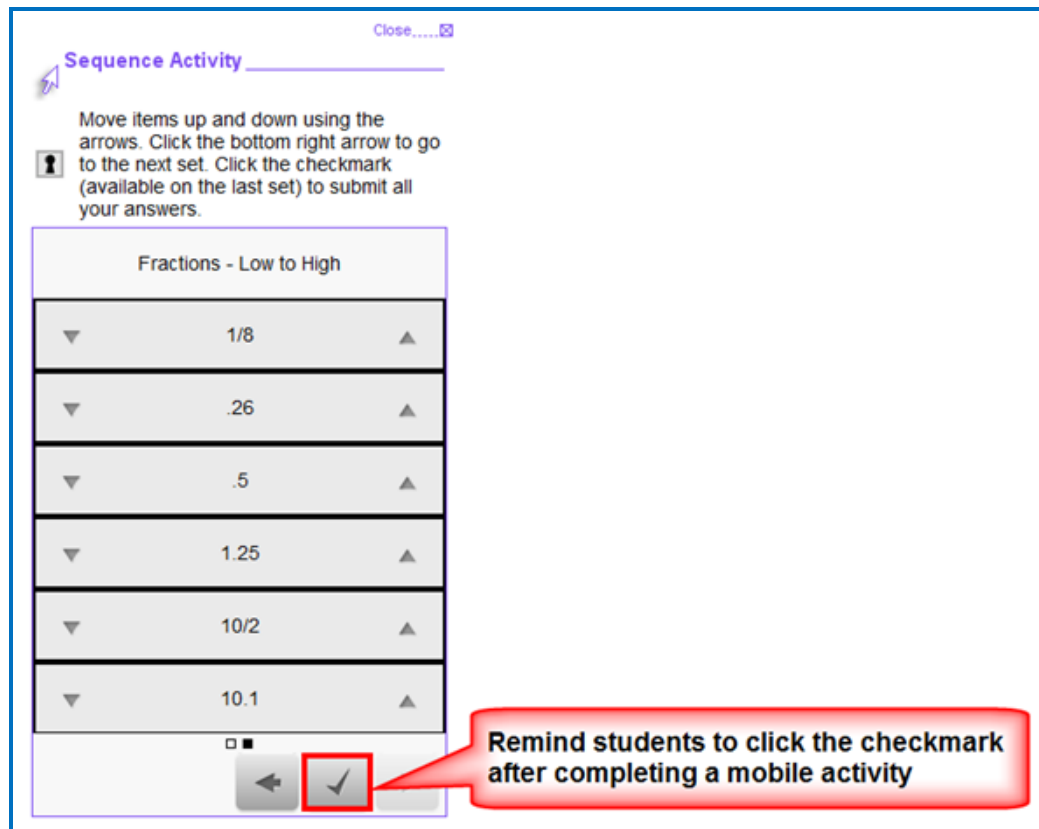 Close.....
Sequence Activity
Move items up and down using the
arrows. Click the bottom right arrow to go
to the next set. Click the checkmark
(available on the last set) to submit all
your answers.
Fractions - Low to High
1/8
.26
.5
1.25
10/2
10.1
Remind students to click the checkmark
after completing a mobile activity